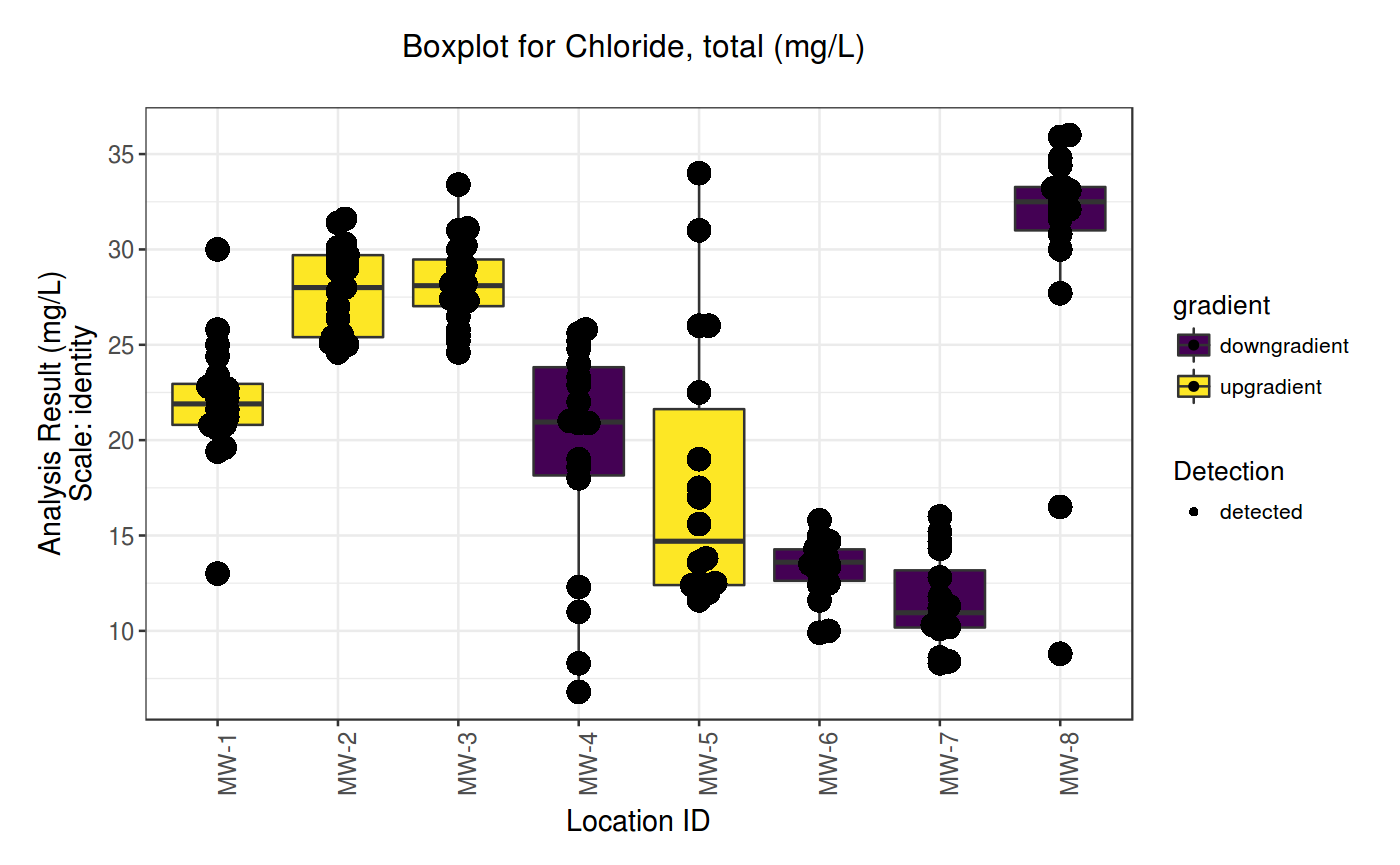 Boxplot for Chloride, total (mg/L)
Analysis Result (mg/L)
Scale: identity
35
30
25
20
15
10
MW-1
MW-2
MW-3
MW-4
MW-5
MW-6
MW-7
MW-8
Location ID
gradient
downgradient
upgradient
Detection
detected